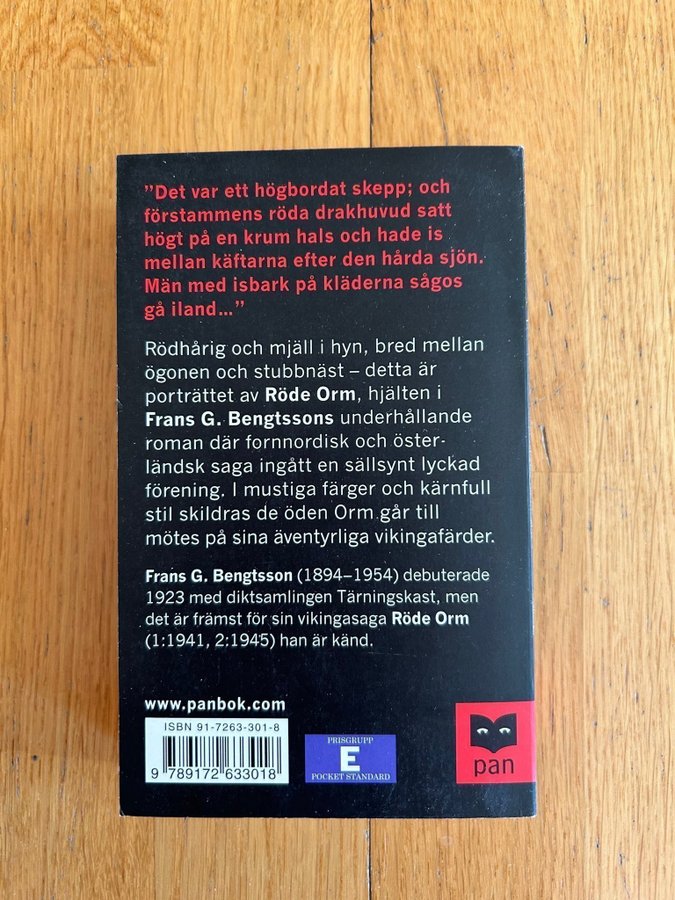 ”Det var ett högbordat skepp; och
förstammens röda drakhuvud satt
högt på en krum hals och hade is
mellan käftarna efter den hårda sjön.
Män med isbark på kläderna sågos
gå iland...”
Rödhårig och mjäll i hyn, bred mellan
ögonen och stubbnäst – detta är
porträttet av Röde Orm, hjälten i
Frans G. Bengtssons underhållande
roman där fornnordisk och öster-
ländsk saga ingått en sällsynt lyckad
förening. I mustiga färger och kärnfull
stil skildras de öden Orm går till
mötes på sina äventyrliga vikingafärder.
Frans G. Bengtsson (1894–1954) debuterade
1923 med diktsamlingen Tärningskast, men
det är främst för sin vikingasaga Röde Orm
(1:1941, 2:1945) han är känd.
www.panbok.com
ISBN 91-7263-301-8
9 789172 633018
PRISGRUPP
E
POCKET STANDARD
pan